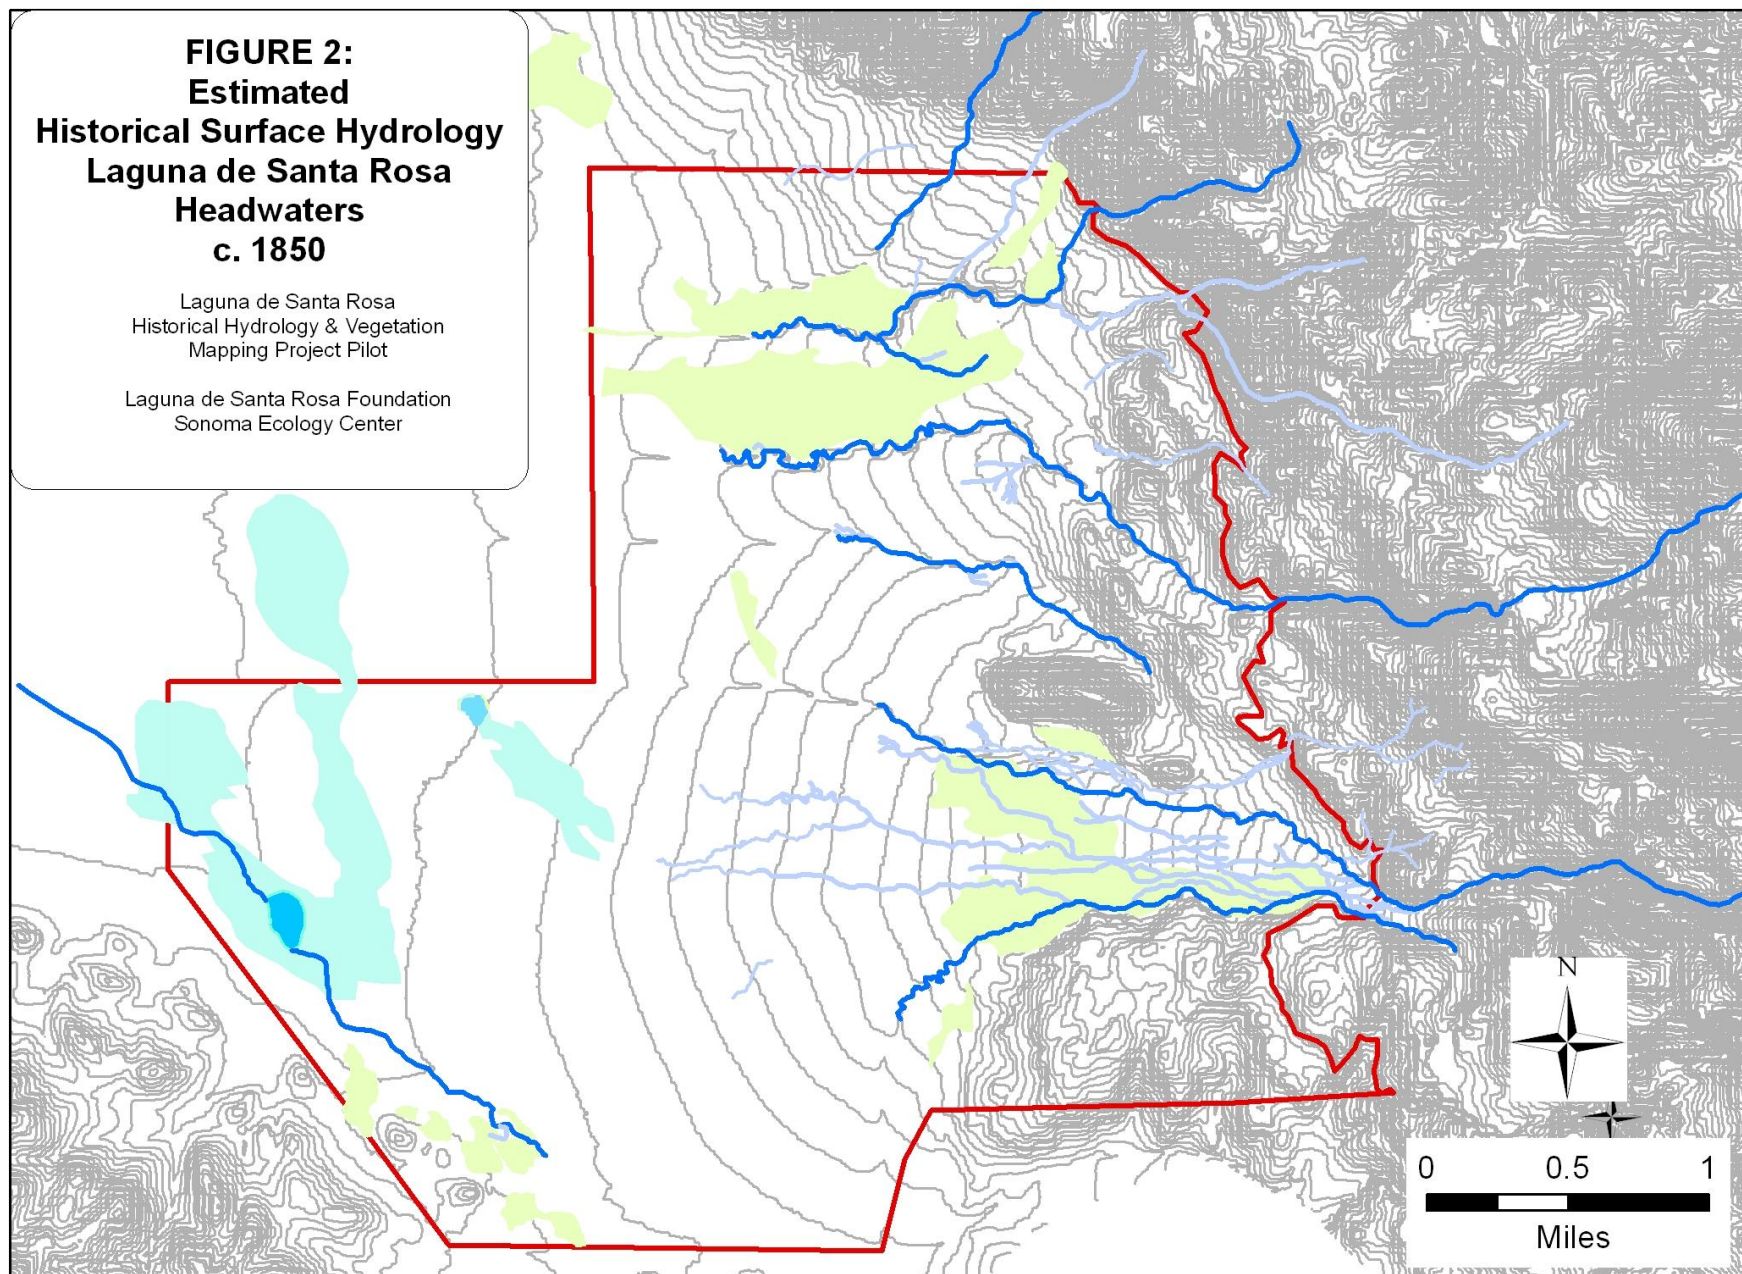 FIGURE 2:
Estimated
Historical Surface Hydrology
Laguna de Santa Rosa
Headwaters
c. 1850
Laguna de Santa Rosa
Historical Hydrology & Vegetation
Mapping Project Pilot
Laguna de Santa Rosa Foundation
Sonoma Ecology Center
N
0 0.5 1
Miles